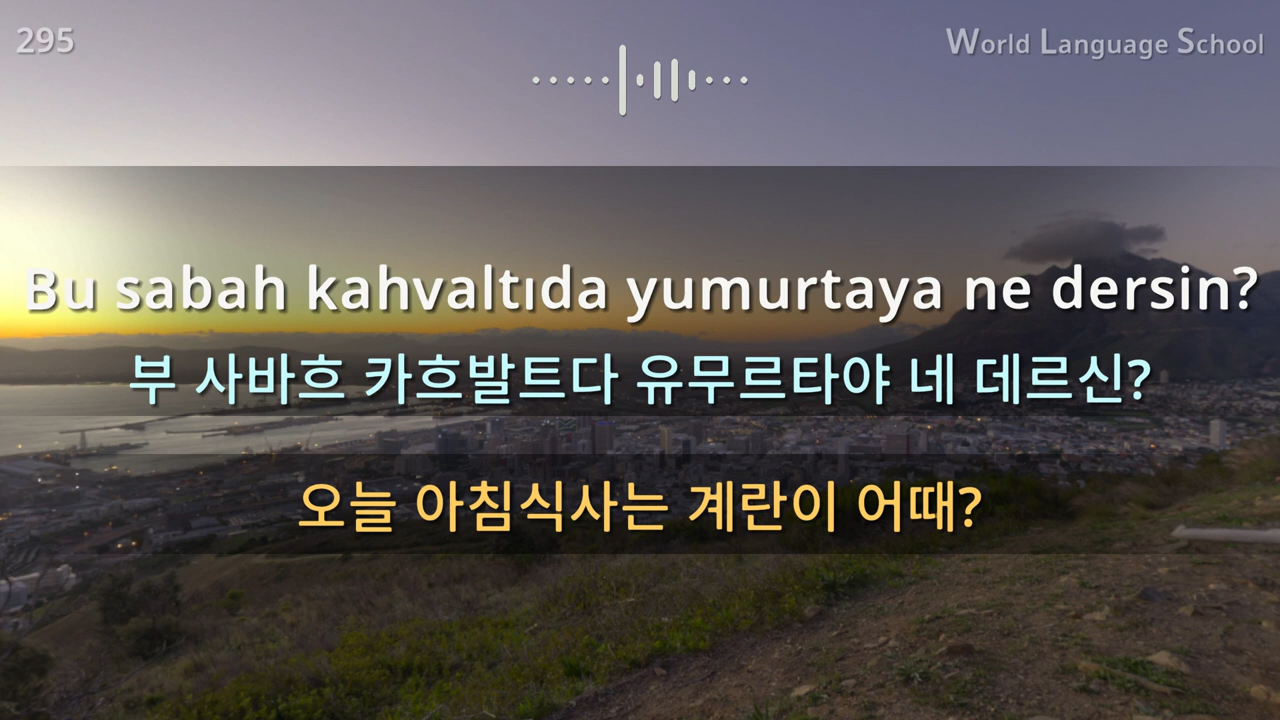 295
World Language School
Bu sabah kahvaltıda yumurtaya ne dersin?
부 사바흐 카흐발트다 유무르타야 네 데르신?
오늘 아침식사는 계란이 어때?